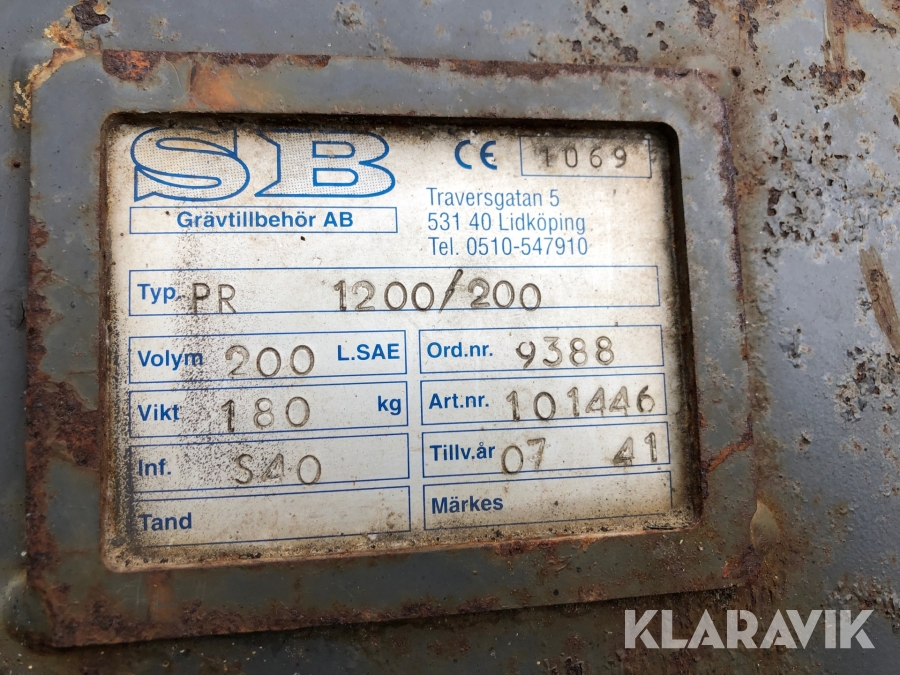 SB
Grävtillbehör AB
CE 1069
Traversgatan 5
531 40 Lidköping
Tel. 0510-547910
Typ PR 1200/200
Volym 200 L.SAE
Ord.nr. 9388
Vikt 180 kg
Art.nr. 101446
Inf. S40
Tillv.år 07 41
Tand
Märkes
KLARAVIK